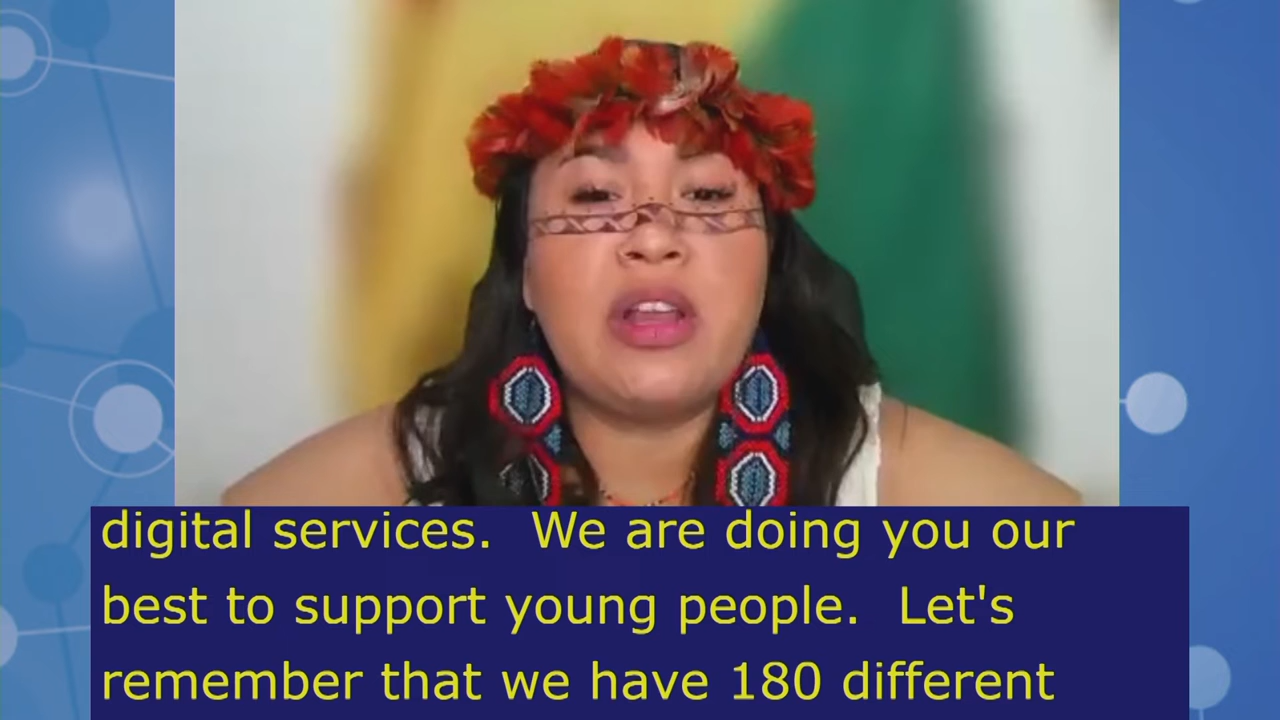 digital services.  We are doing you our
best to support young people.  Let's
remember that we have 180 different